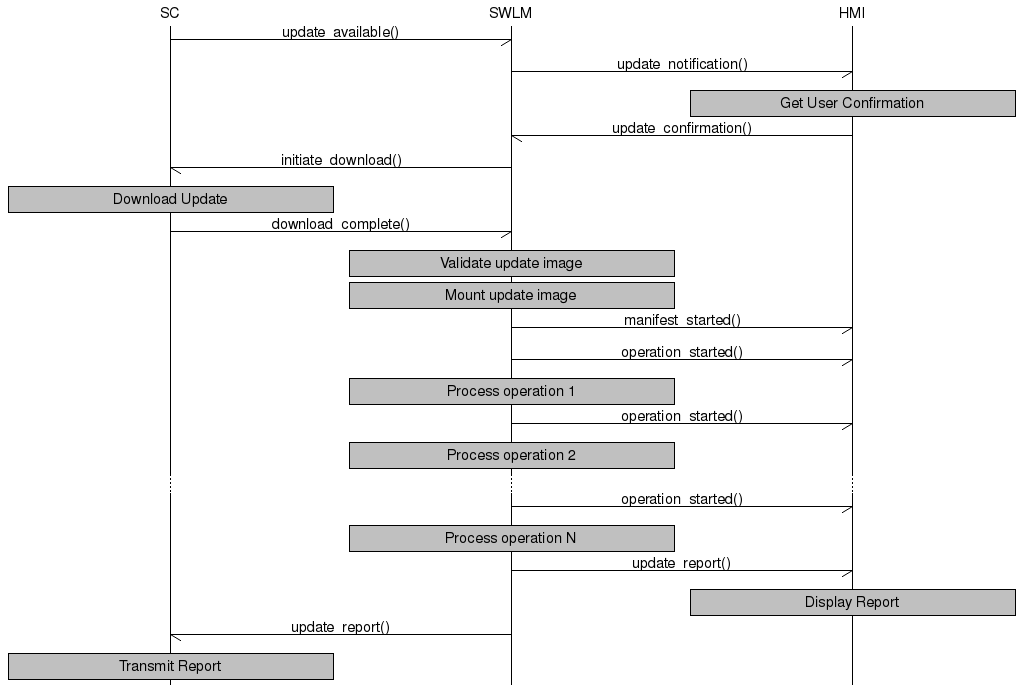 SC SWLM HMI
update_available()
update_notification()
Get User Confirmation
update_confirmation()
initiate_download()
Download Update
download_complete()
Validate update image
Mount update image
manifest_started()
operation_started()
Process operation 1
operation_started()
Process operation 2
operation_started()
Process operation N
update_report()
Display Report
update_report()
Transmit Report